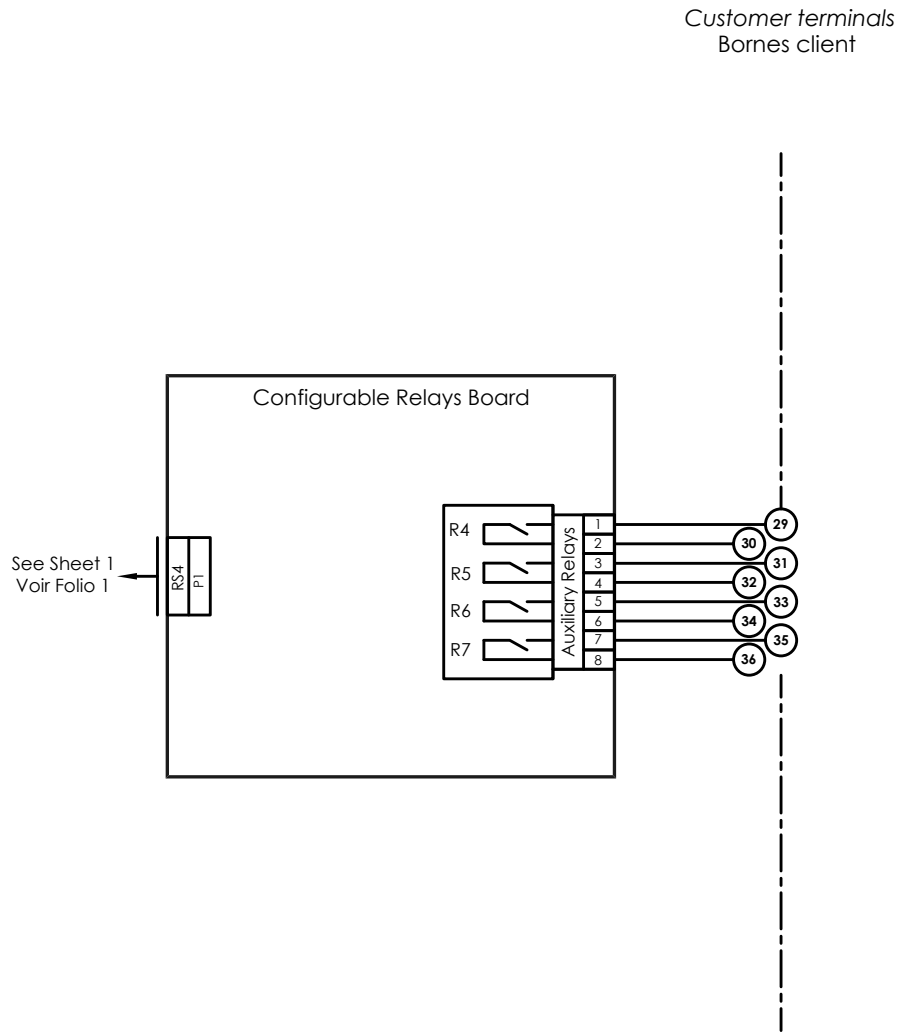 Customer terminals
Bornes client
Configurable Relays Board
See Sheet 1
Voir Folio 1
RS4
P1
R4
R5
R6
R7
Auxiliary Relays
1
2
3
4
5
6
7
8
29
30
31
32
33
34
35
36